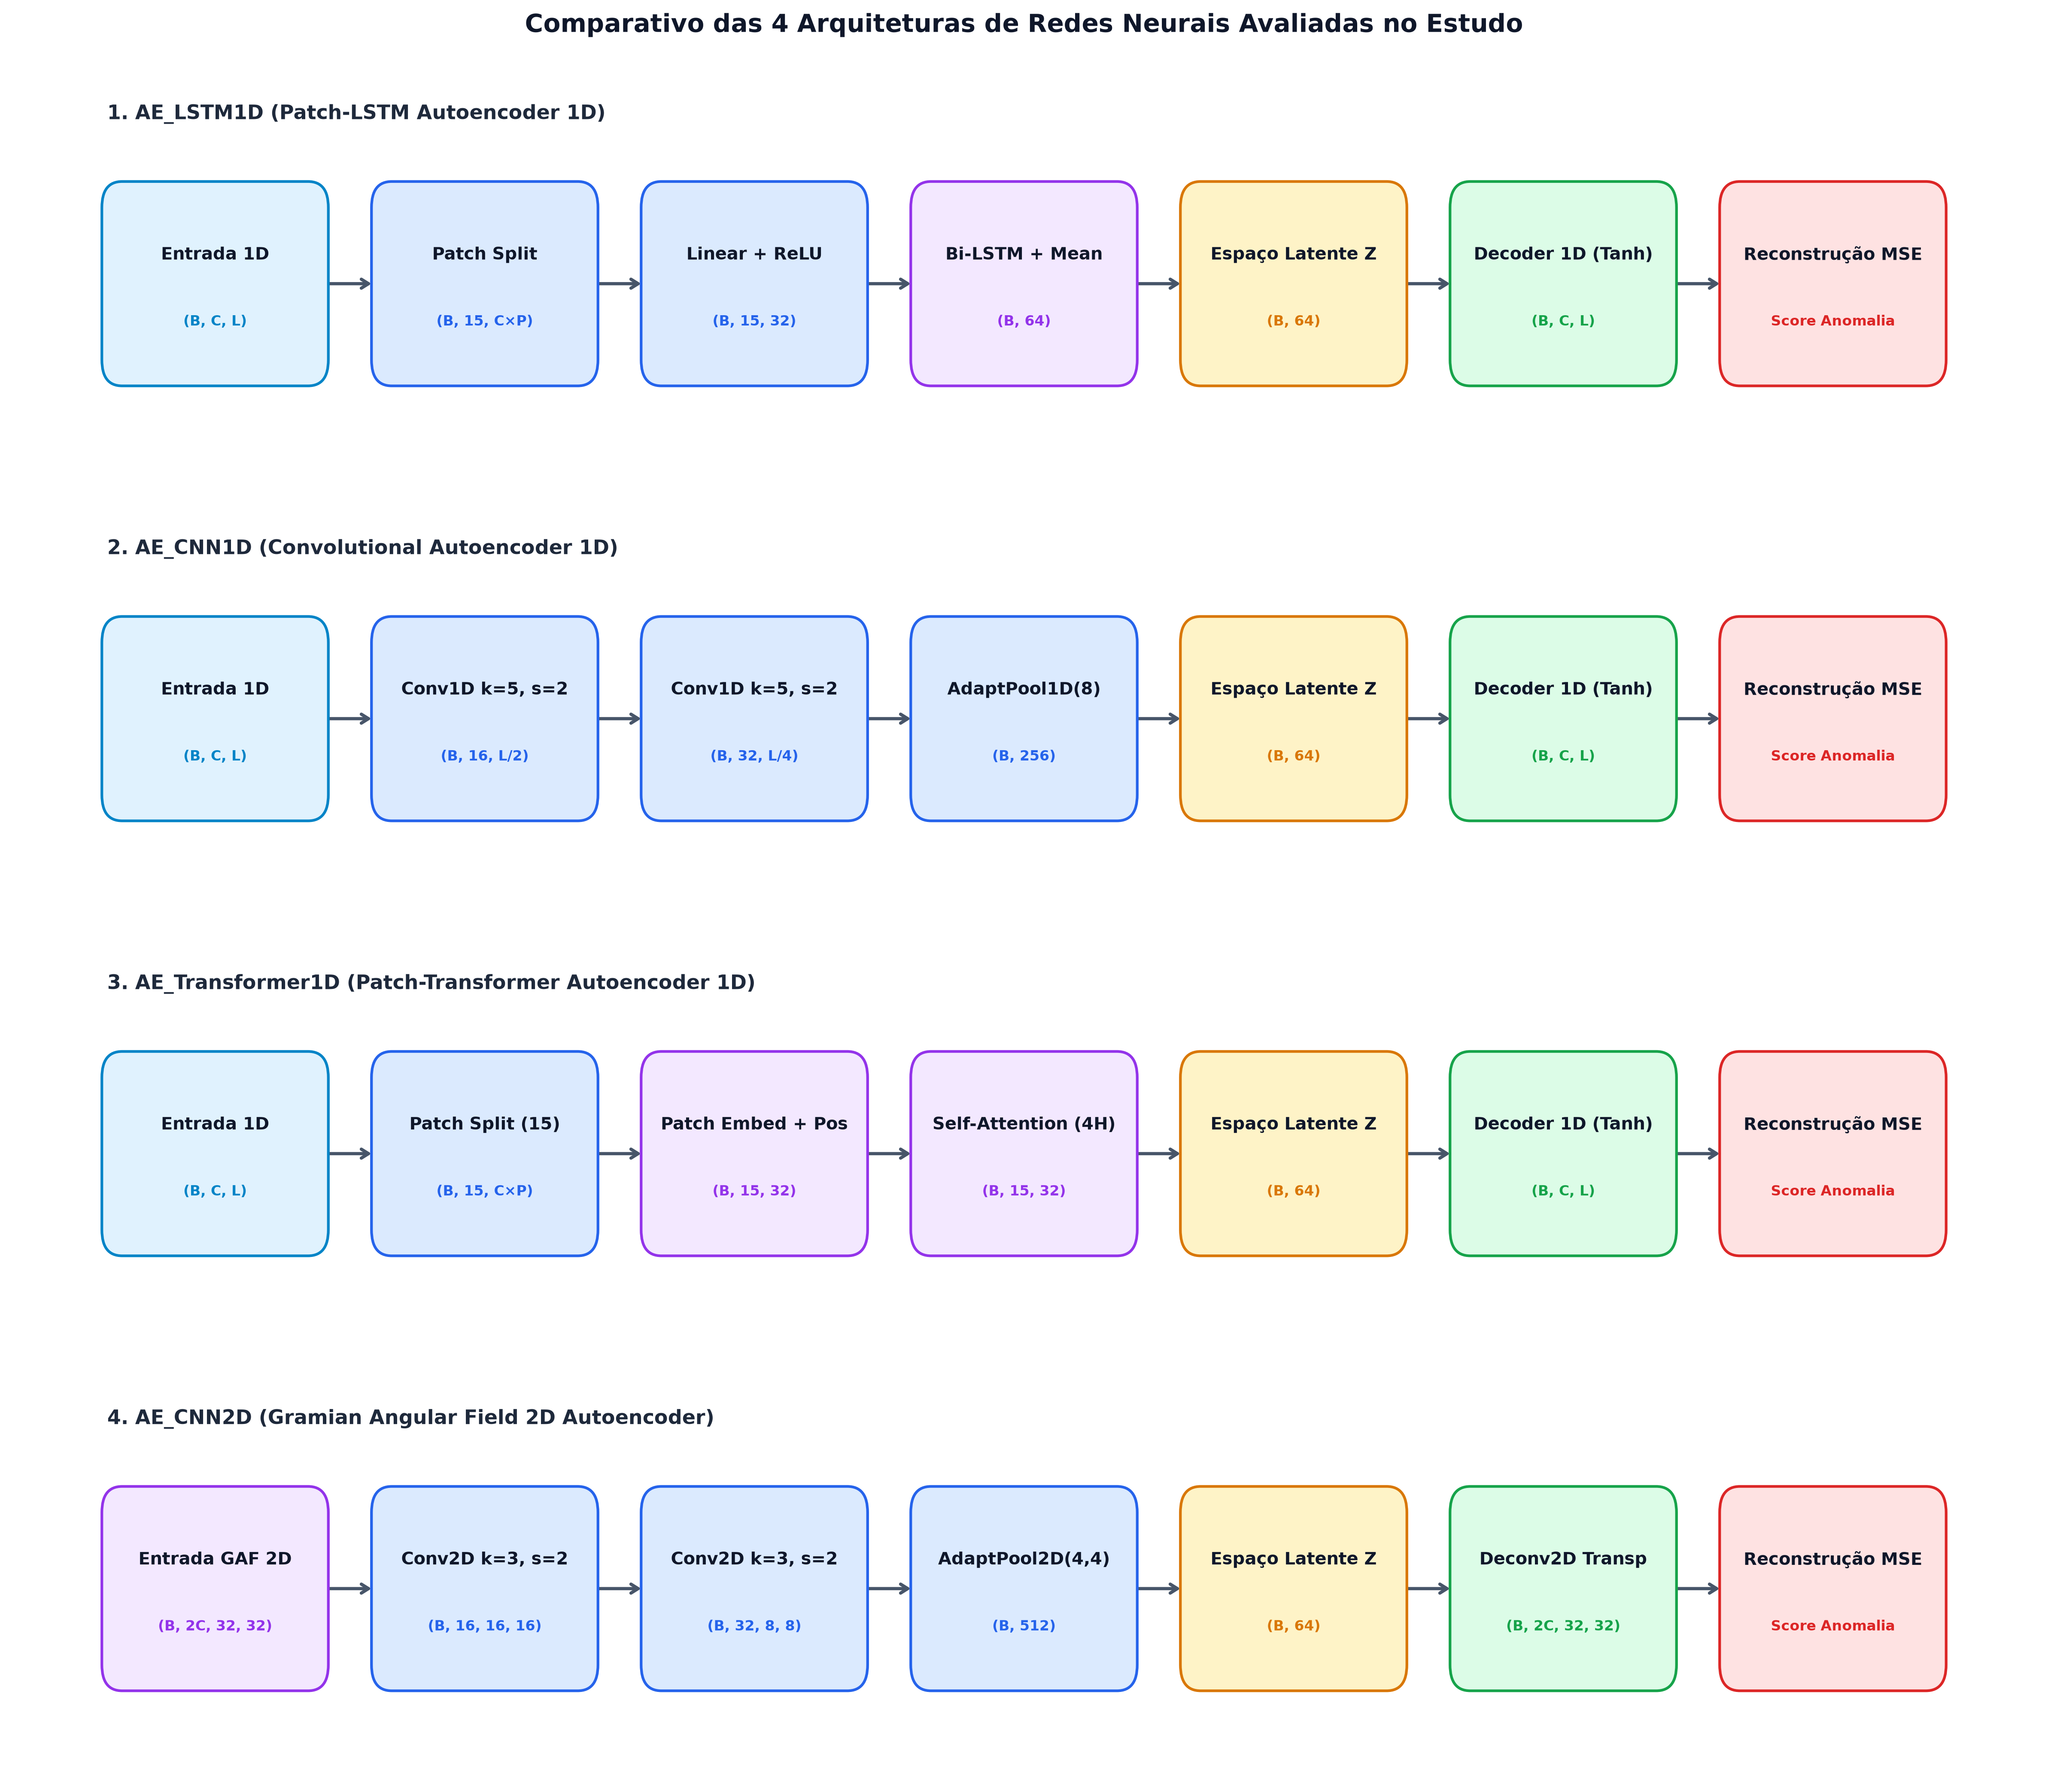 Comparativo das 4 Arquiteturas de Redes Neurais Avaliadas no Estudo
1. AE_LSTM1D (Patch-LSTM Autoencoder 1D)
Entrada 1D
(B, C, L)
Patch Split
(B, 15, C×P)
Linear + ReLU
(B, 15, 32)
Bi-LSTM + Mean
(B, 64)
Espaço Latente Z
(B, 64)
Decoder 1D (Tanh)
(B, C, L)
Reconstrução MSE
Score Anomalia
2. AE_CNN1D (Convolutional Autoencoder 1D)
Entrada 1D
(B, C, L)
Conv1D k=5, s=2
(B, 16, L/2)
Conv1D k=5, s=2
(B, 32, L/4)
AdaptPool1D(8)
(B, 256)
Espaço Latente Z
(B, 64)
Decoder 1D (Tanh)
(B, C, L)
Reconstrução MSE
Score Anomalia
3. AE_Transformer1D (Patch-Transformer Autoencoder 1D)
Entrada 1D
(B, C, L)
Patch Split (15)
(B, 15, C×P)
Patch Embed + Pos
(B, 15, 32)
Self-Attention (4H)
(B, 15, 32)
Espaço Latente Z
(B, 64)
Decoder 1D (Tanh)
(B, C, L)
Reconstrução MSE
Score Anomalia
4. AE_CNN2D (Gramian Angular Field 2D Autoencoder)
Entrada GAF 2D
(B, 2C, 32, 32)
Conv2D k=3, s=2
(B, 16, 16, 16)
Conv2D k=3, s=2
(B, 32, 8, 8)
AdaptPool2D(4,4)
(B, 512)
Espaço Latente Z
(B, 64)
Deconv2D Transp
(B, 2C, 32, 32)
Reconstrução MSE
Score Anomalia